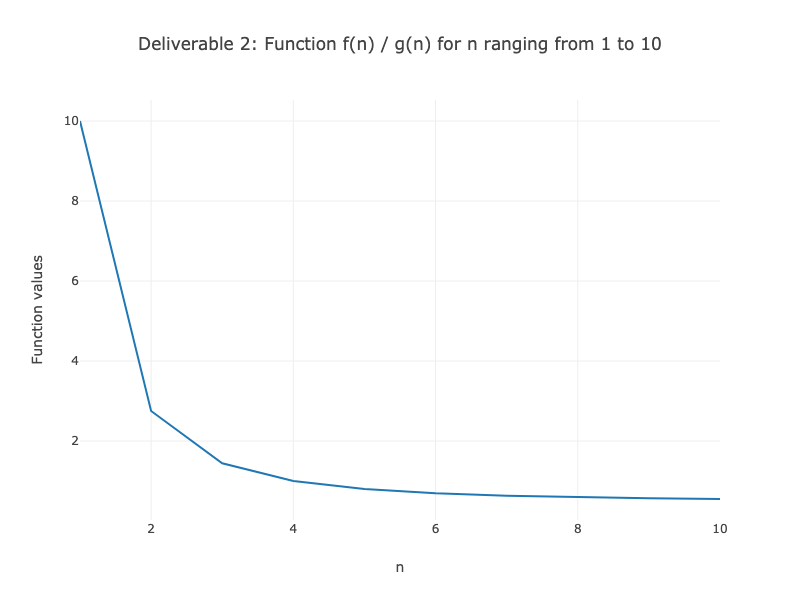 Deliverable 2: Function f(n) / g(n) for n ranging from 1 to 10
Function values
10
8
6
4
2
2 4 6 8 10
n